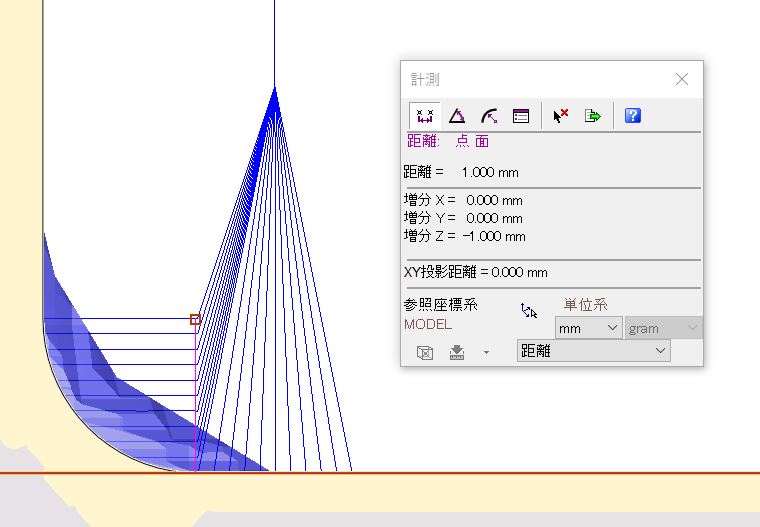 計測
距離: 点 面
距離 = 1.000 mm
増分 X = 0.000 mm
増分 Y = 0.000 mm
増分 Z = -1.000 mm
XY投影距離 = 0.000 mm
参照座標系 単位系
MODEL
mm gram
距離